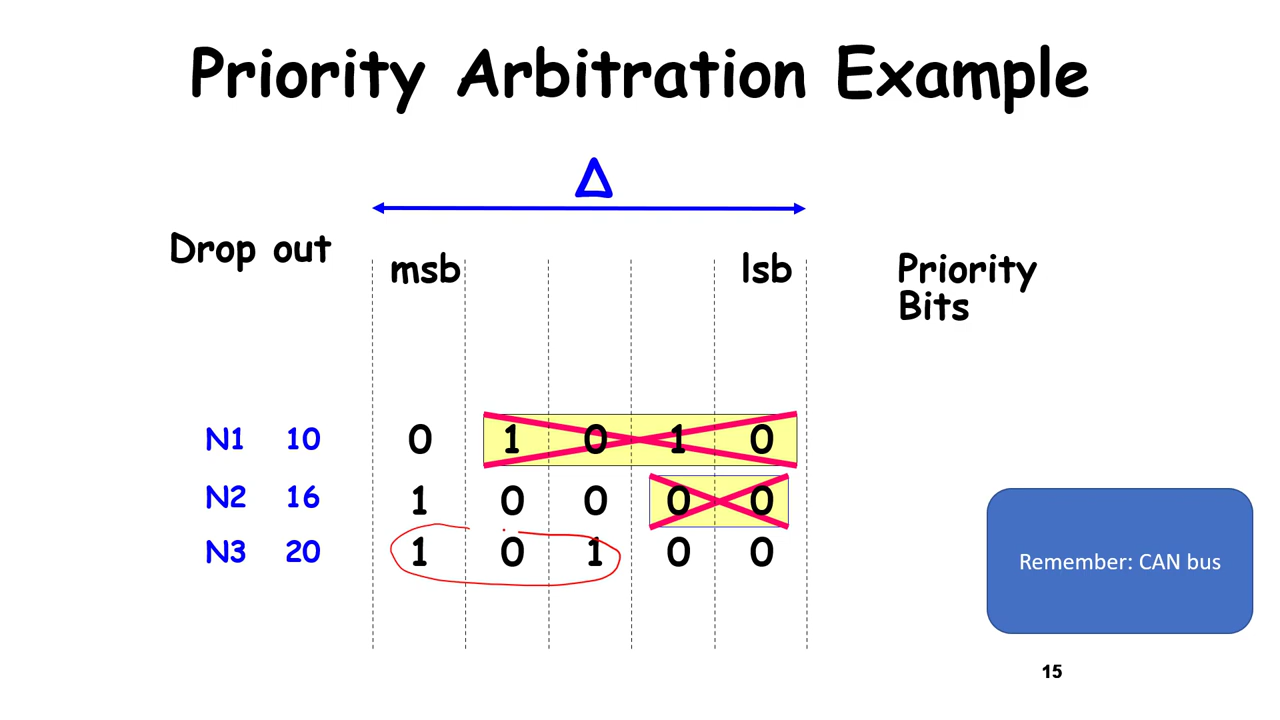 Priority Arbitration Example
Δ
Drop out
msb
lsb
Priority
Bits
N1 10 0 1 0 1 0
N2 16 1 0 0 0 0
N3 20 1 0 1 0 0
Remember: CAN bus
15